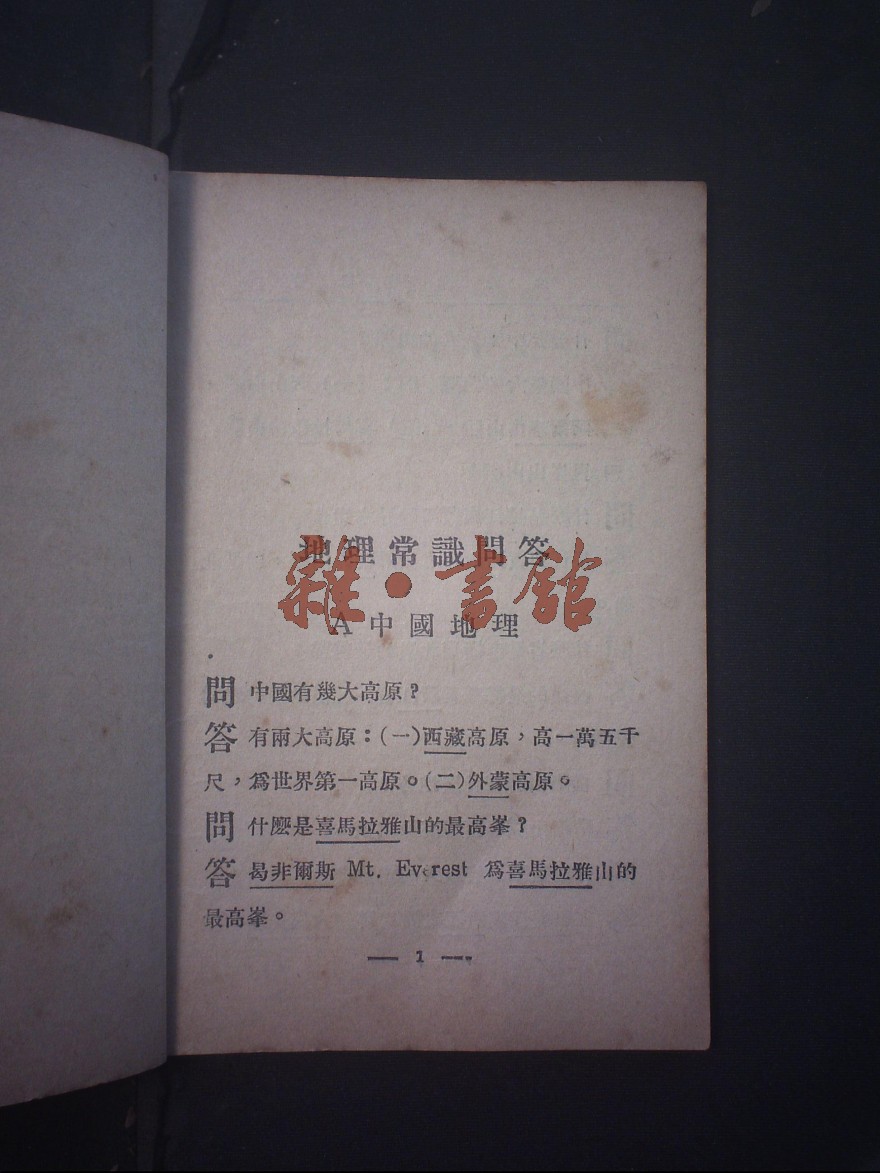 地理常識問答
雜·書館
A 中國地理
問 中國有幾大高原?
答 有兩大高原:(一)西藏高原,高一萬五千
尺,爲世界第一高原。(二)外蒙高原。
問 什麼是喜馬拉雅山的最高峯?
答 曷非爾斯 Mt. Everest 爲喜馬拉雅山的
最高峯。
— 1 —